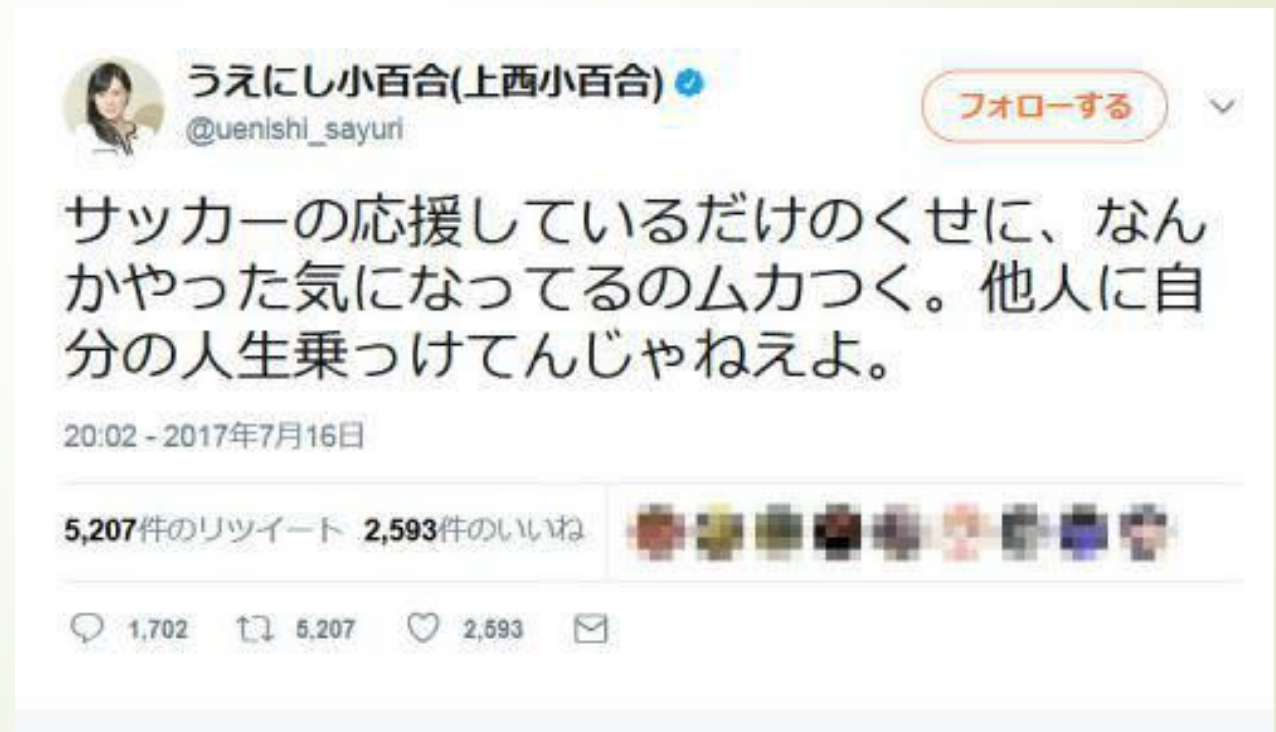 うえにし小百合(上西小百合)
@uenishi_sayuri
フォローする
サッカーの応援しているだけのくせに、なん
かやった気になってるのムカつく。他人に自
分の人生乗っけてんじゃねえよ。
20:02 - 2017年7月16日
5,207件のリツイート 2,593件のいいね
1,702 5,207 2,593